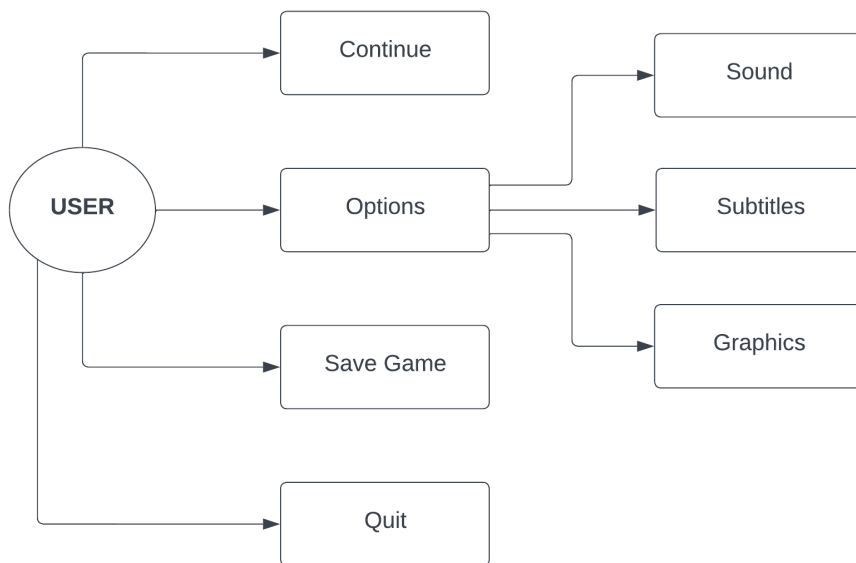 Continue
Sound
USER
Options
Subtitles
Save Game
Graphics
Quit